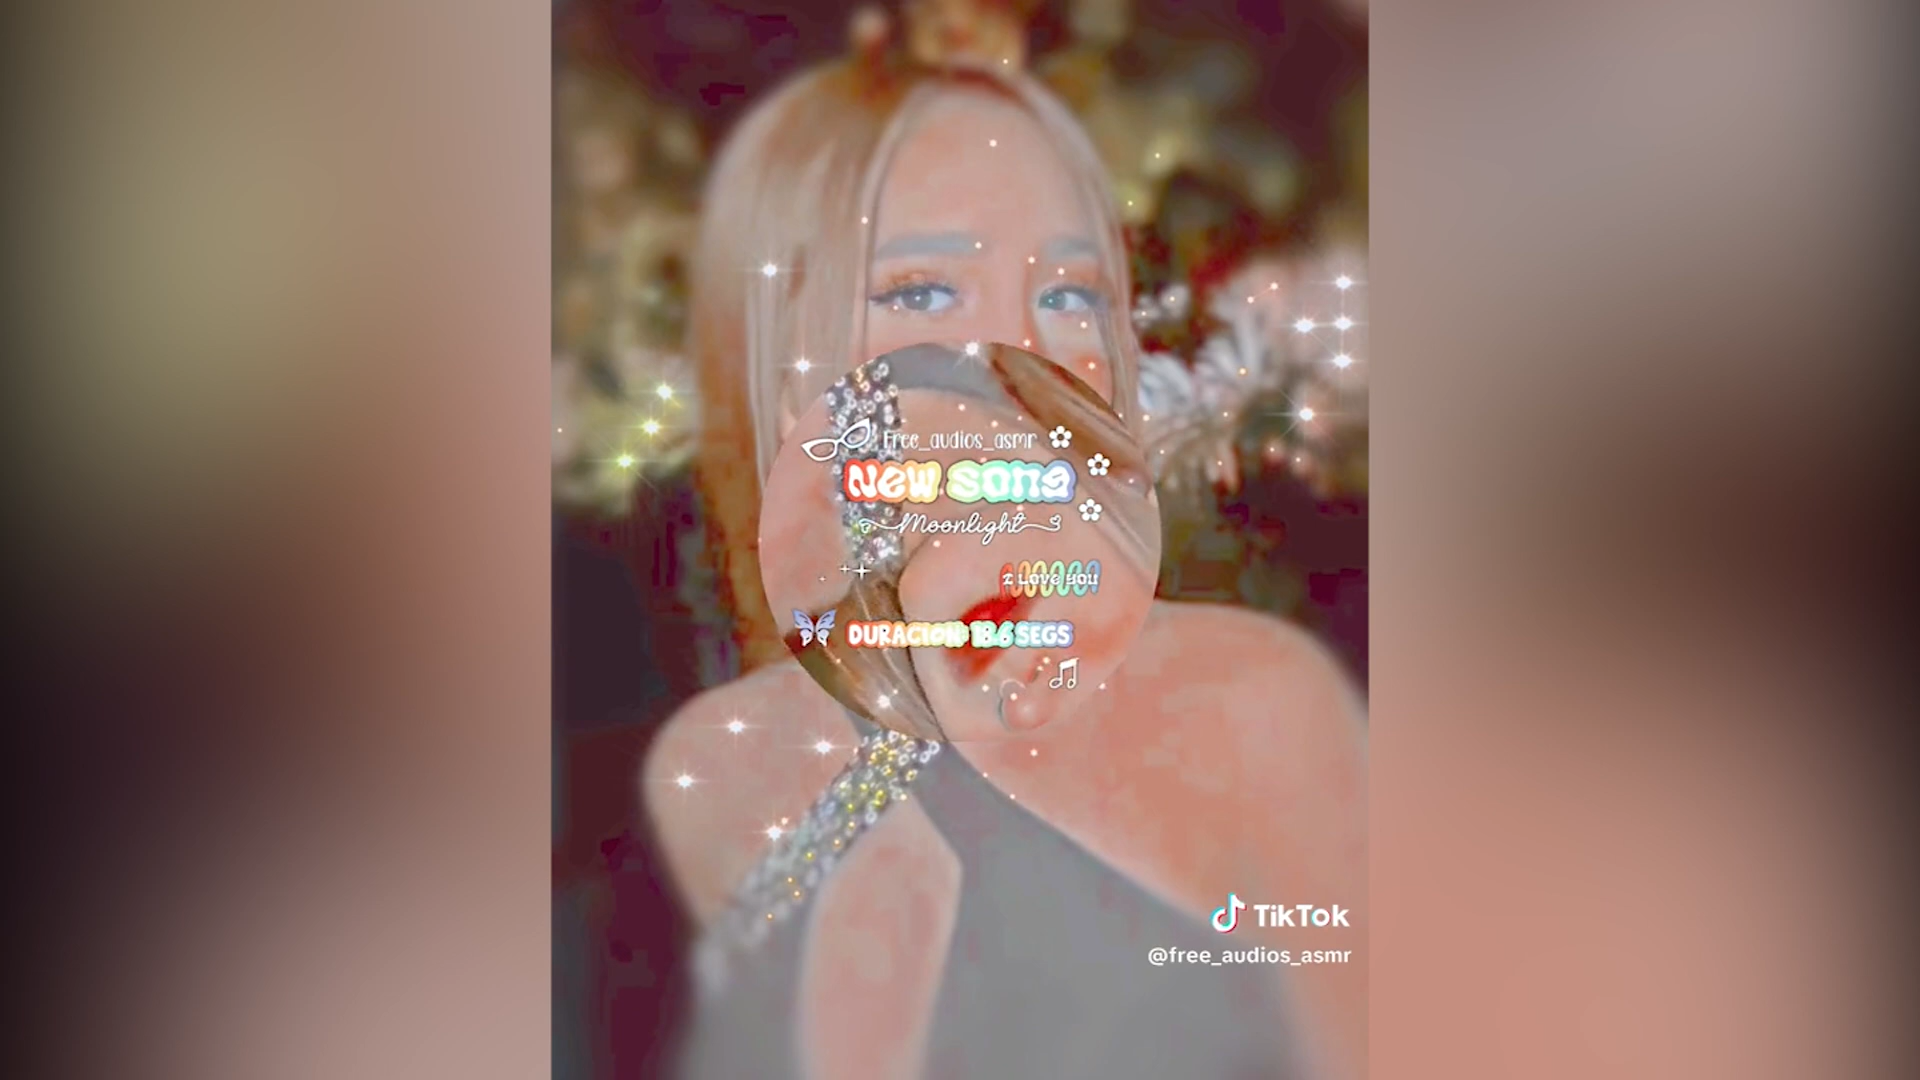 Free_audios_asmr
New song
Moonlight
I Love you
DURACION 18.6 SEGS
TikTok
@free_audios_asmr